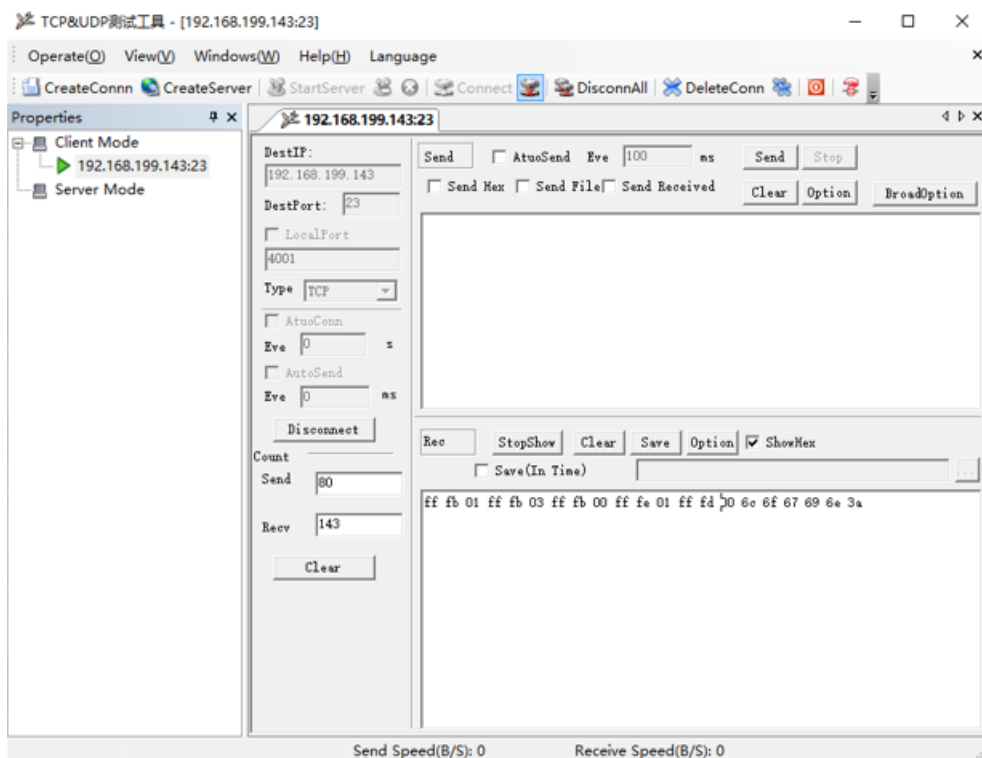 TCP&UDP测试工具 - [192.168.199.143:23]
Operate(O) View(V) Windows(W) Help(H) Language
CreateConnn CreateServer StartServer Connect DisconnAll DeleteConn
Properties
192.168.199.143:23
Client Mode
192.168.199.143:23
Server Mode
DestIP:
192.168.199.143
DestPort: 23
LocalPort
4001
Type TCP
AtuoConn
Eve 0 s
AutoSend
Eve 0 ms
Disconnect
Count
Send 80
Recv 143
Clear
Send AtuoSend Eve 100 ms Send Stop
Send Hex Send File Send Received Clear Option BroadOption
Rec StopShow Clear Save Option ShowHex
Save(In Time) ...
ff fb 01 ff fb 03 ff fb 00 ff fe 01 ff fd 00 6c 6f 67 69 6e 3a
Send Speed(B/S): 0 Receive Speed(B/S): 0